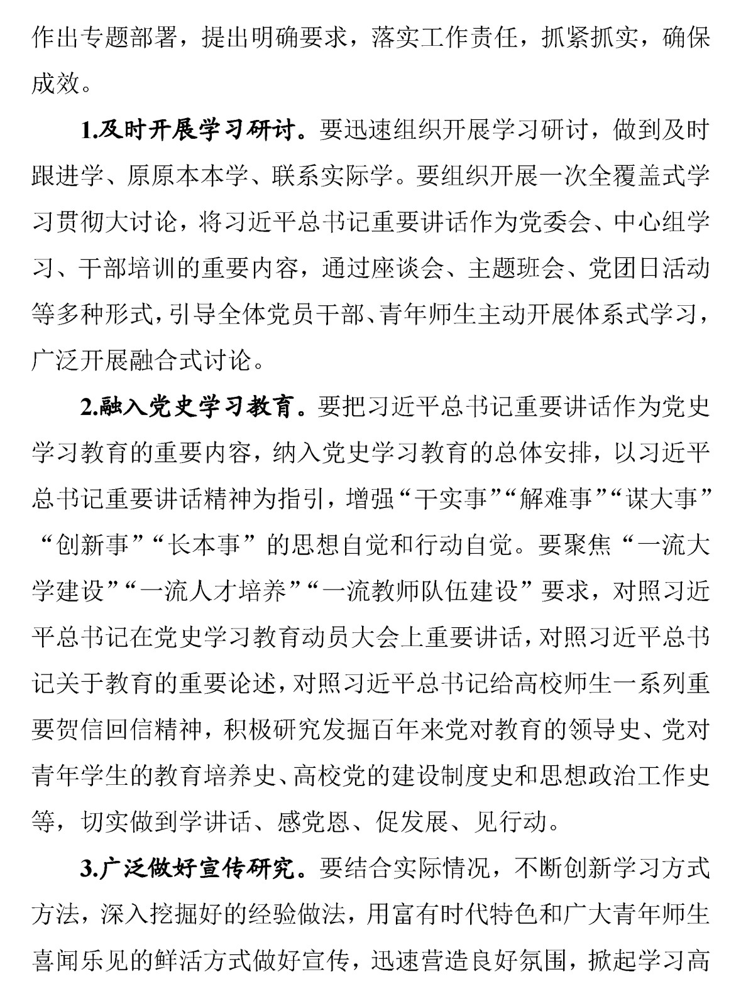 作出专题部署，提出明确要求，落实工作责任，抓紧抓实，确保
成效。
1.及时开展学习研讨。要迅速组织开展学习研讨，做到及时
跟进学、原原本本学、联系实际学。要组织开展一次全覆盖式学
习贯彻大讨论，将习近平总书记重要讲话作为党委会、中心组学
习、干部培训的重要内容，通过座谈会、主题班会、党团日活动
等多种形式，引导全体党员干部、青年师生主动开展体系式学习，
广泛开展融合式讨论。
2.融入党史学习教育。要把习近平总书记重要讲话作为党史
学习教育的重要内容，纳入党史学习教育的总体安排，以习近平
总书记重要讲话精神为指引，增强“干实事”“解难事”“谋大事”
“创新事”“长本事”的思想自觉和行动自觉。要聚焦“一流大
学建设”“一流人才培养”“一流教师队伍建设”要求，对照习近
平总书记在党史学习教育动员大会上重要讲话，对照习近平总书
记关于教育的重要论述，对照习近平总书记给高校师生一系列重
要贺信回信精神，积极研究发掘百年来党对教育的领导史、党对
青年学生的教育培养史、高校党的建设制度史和思想政治工作史
等，切实做到学讲话、感党恩、促发展、见行动。
3.广泛做好宣传研究。要结合实际情况，不断创新学习方式
方法，深入挖掘好的经验做法，用富有时代特色和广大青年师生
喜闻乐见的鲜活方式做好宣传，迅速营造良好氛围，掀起学习高